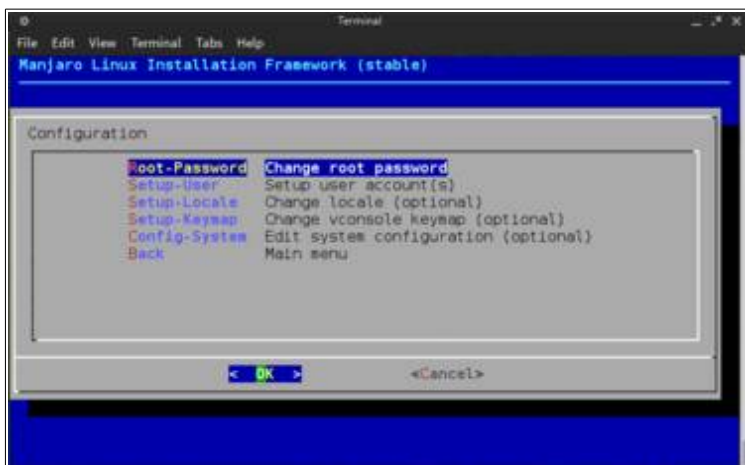 Terminal
File Edit View Terminal Tabs Help
Manjaro Linux Installation Framework (stable)
Configuration
Root-Password Change root password
Setup-User Setup user account(s)
Setup-Locale Change locale (optional)
Setup-Keymap Change vconsole keymap (optional)
Config-System Edit system configuration (optional)
Back Main menu
< OK > <Cancel>